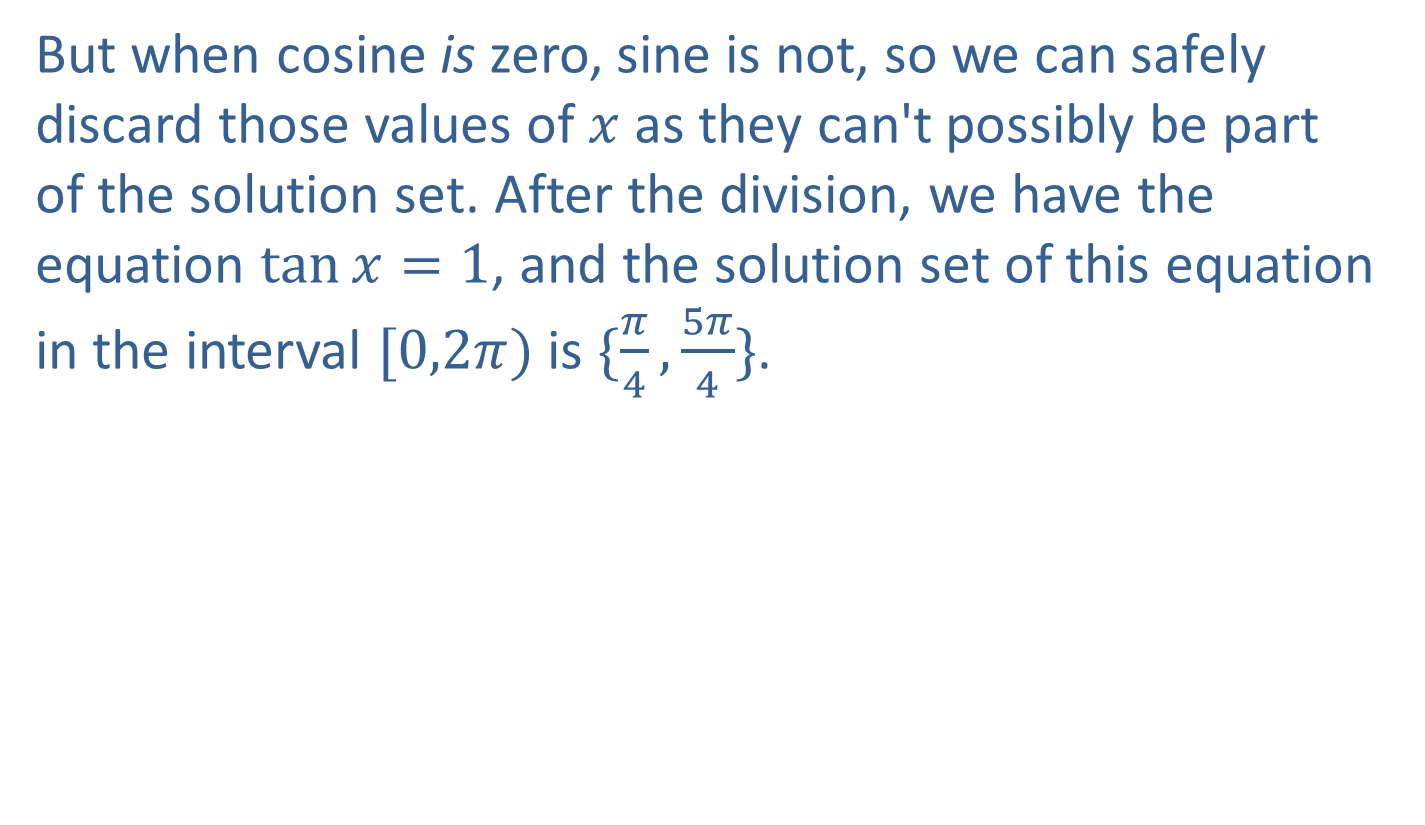 But when cosine is zero, sine is not, so we can safely
discard those values of 𝑥 as they can't possibly be part
of the solution set. After the division, we have the
equation tan 𝑥 = 1, and the solution set of this equation
in the interval [0,2𝜋) is {𝜋/4, 5𝜋/4}.